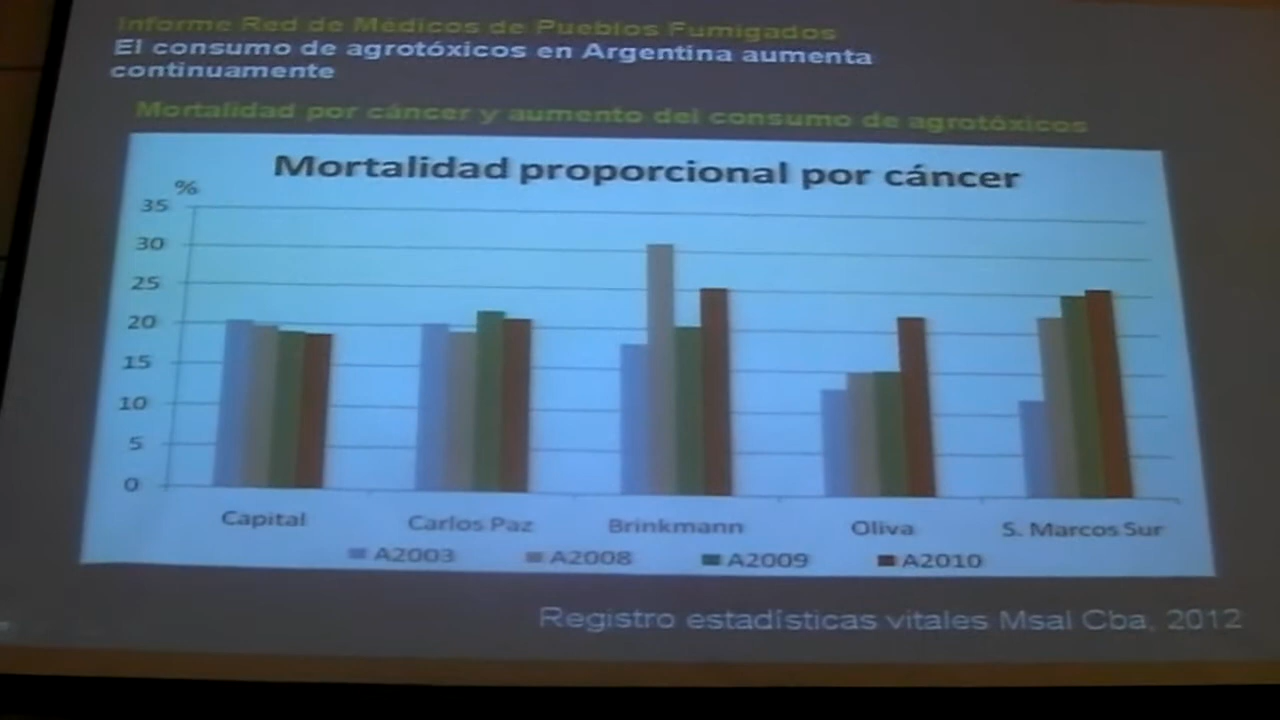 Informe Red de Médicos de Pueblos Fumigados
El consumo de agrotóxicos en Argentina aumenta
continuamente
Mortalidad por cáncer y aumento del consumo de agrotóxicos
Mortalidad proporcional por cáncer
%
35
30
25
20
15
10
5
0
Capital Carlos Paz Brinkmann Oliva S. Marcos Sur
A2003 A2008 A2009 A2010
Registro estadísticas vitales Msal Cba, 2012